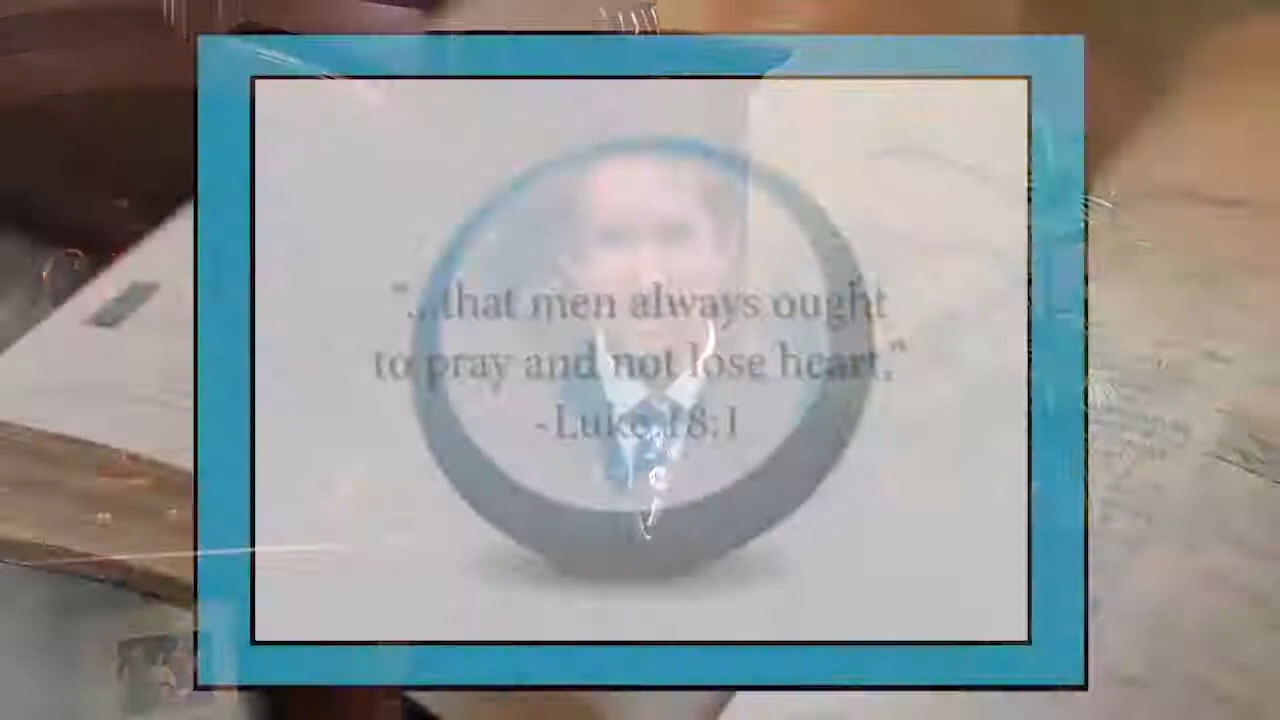 "...that men always ought
to pray and not lose heart."
-Luke 18:1